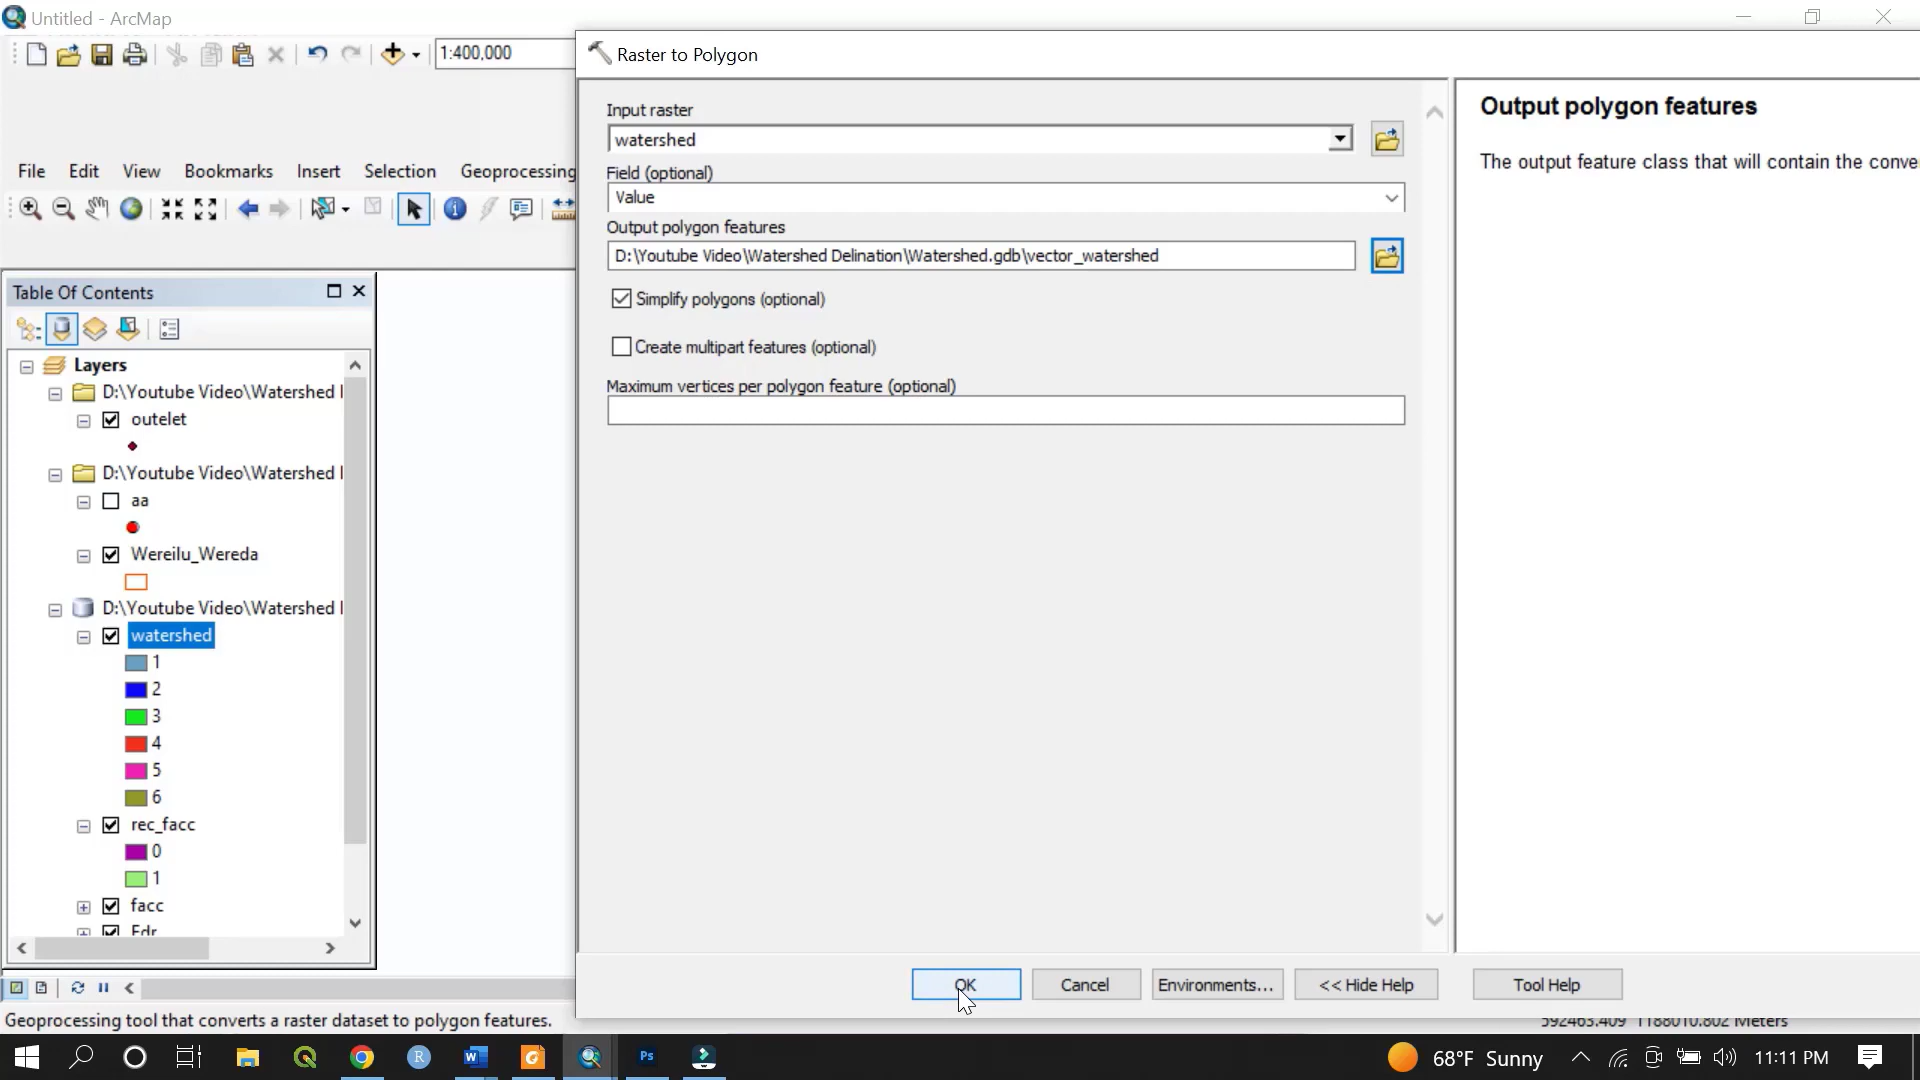 Untitled - ArcMap
1:400,000
Raster to Polygon
Input raster
watershed
Field (optional)
Value
Output polygon features
D:\Youtube Video\Watershed Delination\Watershed.gdb\vector_watershed
Simplify polygons (optional)
Create multipart features (optional)
Maximum vertices per polygon feature (optional)
Output polygon features
The output feature class that will contain the conve
File Edit View Bookmarks Insert Selection Geoprocessing
Table Of Contents
Layers
D:\Youtube Video\Watershed
outelet
D:\Youtube Video\Watershed
aa
Wereilu_Wereda
D:\Youtube Video\Watershed
watershed
1
2
3
4
5
6
rec_facc
0
1
facc
Fdr
OK Cancel Environments... << Hide Help Tool Help
Geoprocessing tool that converts a raster dataset to polygon features.
592463.409 1188010.802 Meters
68°F Sunny 11:11 PM